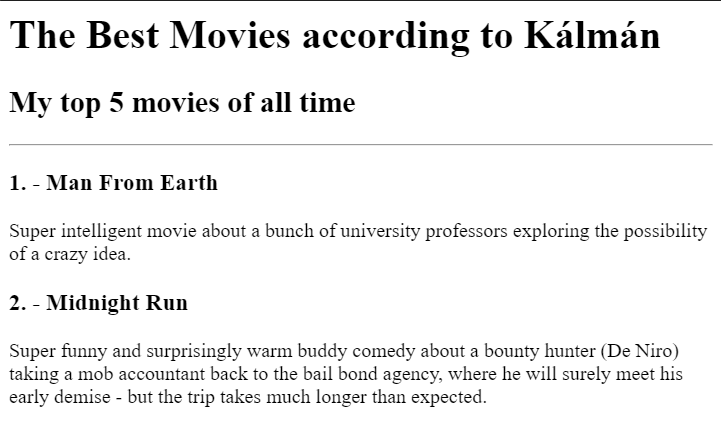 The Best Movies according to Kálmán
My top 5 movies of all time
1. - Man From Earth
Super intelligent movie about a bunch of university professors exploring the possibility
of a crazy idea.
2. - Midnight Run
Super funny and surprisingly warm buddy comedy about a bounty hunter (De Niro)
taking a mob accountant back to the bail bond agency, where he will surely meet his
early demise - but the trip takes much longer than expected.